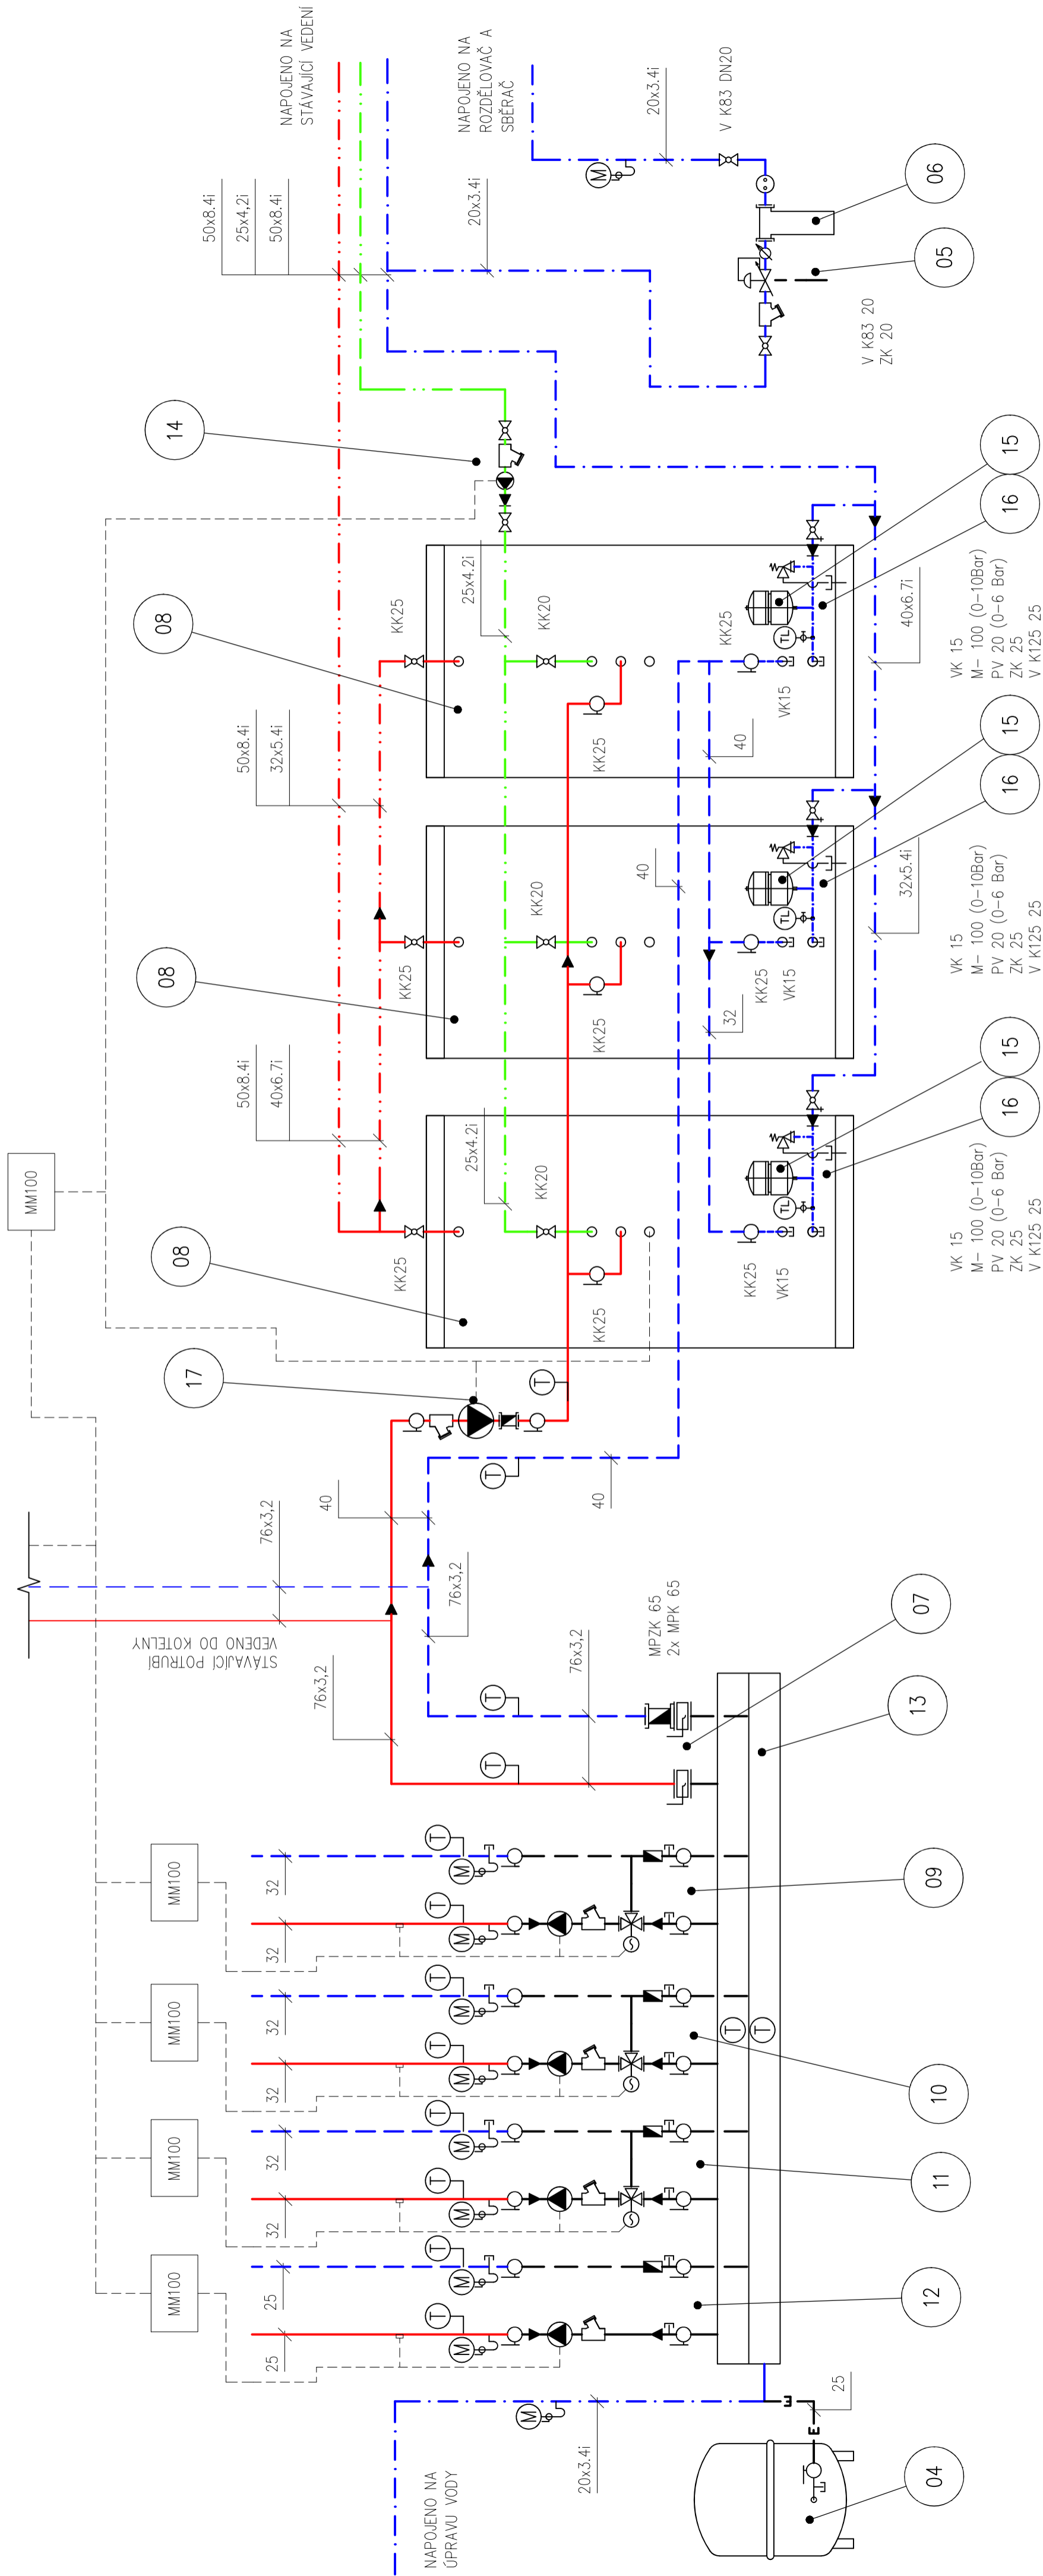 NAPOJENO NA
STÁVAJÍCÍ VEDENÍ
NAPOJENO NA
ROZDĚLOVAČ A
SBĚRAČ
50x8.4i
25x4,2i
50x8.4i
20x3.4i
20x3.4i
V K83 DN20
M
06
05
V K83 20
ZK 20
14
08
25x4.2i
KK25
KK20
KK25
KK25
VK15
TL
40
40x6.7i
15
16
VK 15
M- 100 (0-10Bar)
PV 20 (0-6 Bar)
ZK 25
V K125 25
50x8.4i
32x5.4i
08
KK25
KK20
KK25
40
KK25
VK15
TL
32
32x5.4i
15
16
VK 15
M- 100 (0-10Bar)
PV 20 (0-6 Bar)
ZK 25
V K125 25
50x8.4i
40x6.7i
25x4.2i
08
KK25
KK20
KK25
KK25
VK15
TL
15
16
VK 15
M- 100 (0-10Bar)
PV 20 (0-6 Bar)
ZK 25
V K125 25
MM100
17
T
T
40
40
76x3,2
76x3,2
STÁVAJÍCÍ POTRUBÍ
VEDENO DO KOTELNY
76x3,2
76x3,2
T
T
MPZK 65
2x MPK 65
07
13
MM100
32
32
T
M
T
M
09
MM100
32
32
T
M
T
M
T
T
10
MM100
32
32
T
M
T
M
11
MM100
25
25
T
M
T
M
12
M
20x3.4i
25
NAPOJENO NA
ÚPRAVU VODY
04